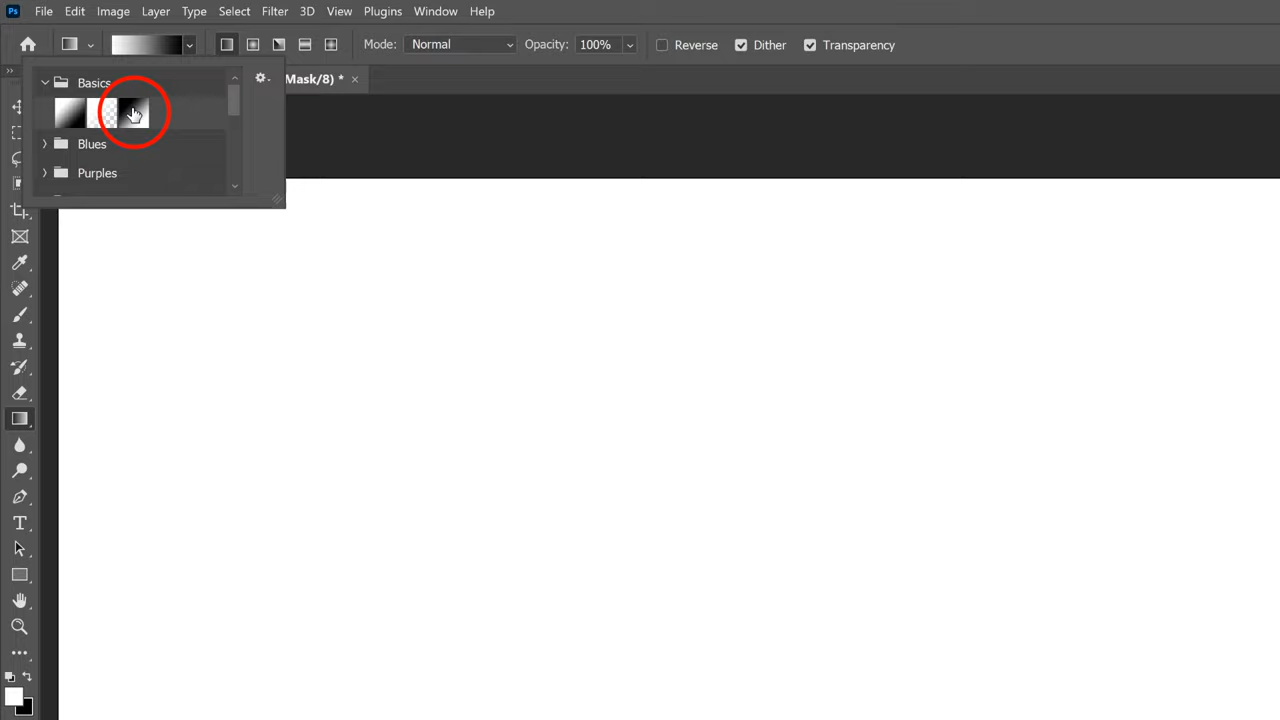 Ps File Edit Image Layer Type Select Filter 3D View Plugins Window Help
Mode: Normal Opacity: 100% Reverse Dither Transparency
Mask/8) * ×
Basics
Blues
Purples
T